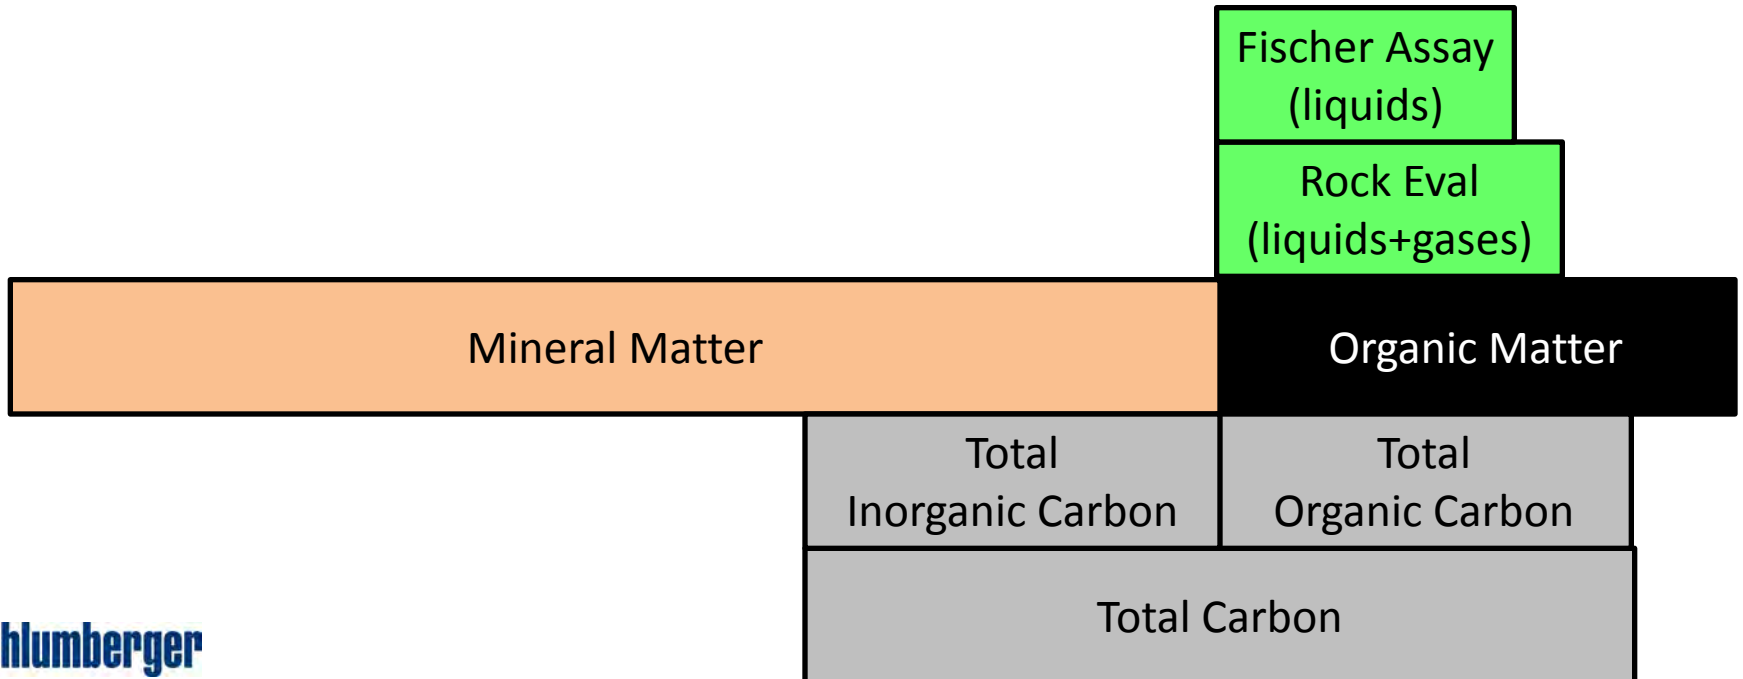 Fischer Assay
(liquids)
Rock Eval
(liquids+gases)
Mineral Matter
Organic Matter
Total
Inorganic Carbon
Total
Organic Carbon
Total Carbon
hlumberger